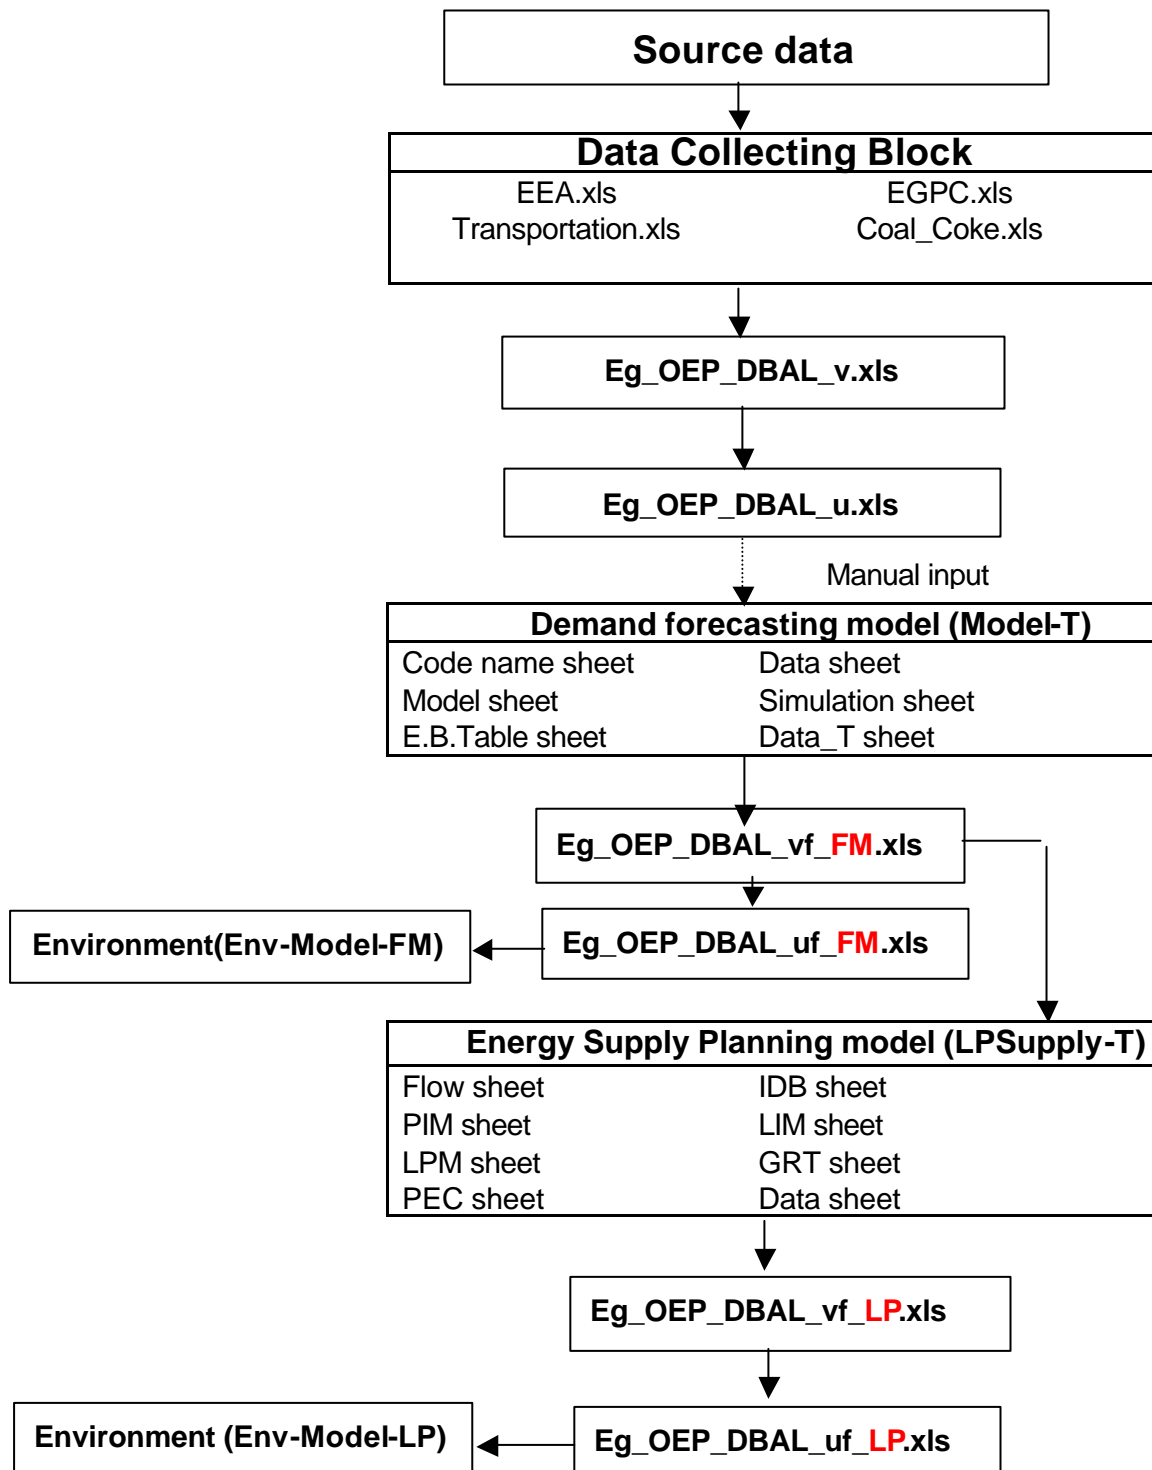 Source data
Data Collecting Block
EEA.xls EGPC.xls
Transportation.xls Coal_Coke.xls
Eg_OEP_DBAL_v.xls
Eg_OEP_DBAL_u.xls
Manual input
Demand forecasting model (Model-T)
Code name sheet Data sheet
Model sheet Simulation sheet
E.B.Table sheet Data_T sheet
Eg_OEP_DBAL_vf_FM.xls
Environment(Env-Model-FM) Eg_OEP_DBAL_uf_FM.xls
Energy Supply Planning model (LPSupply-T)
Flow sheet IDB sheet
PIM sheet LIM sheet
LPM sheet GRT sheet
PEC sheet Data sheet
Eg_OEP_DBAL_vf_LP.xls
Environment (Env-Model-LP) Eg_OEP_DBAL_uf_LP.xls